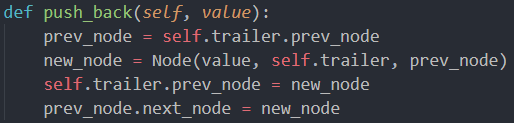 def push_back(self, value):
    prev_node = self.trailer.prev_node
    new_node = Node(value, self.trailer, prev_node)
    self.trailer.prev_node = new_node
    prev_node.next_node = new_node